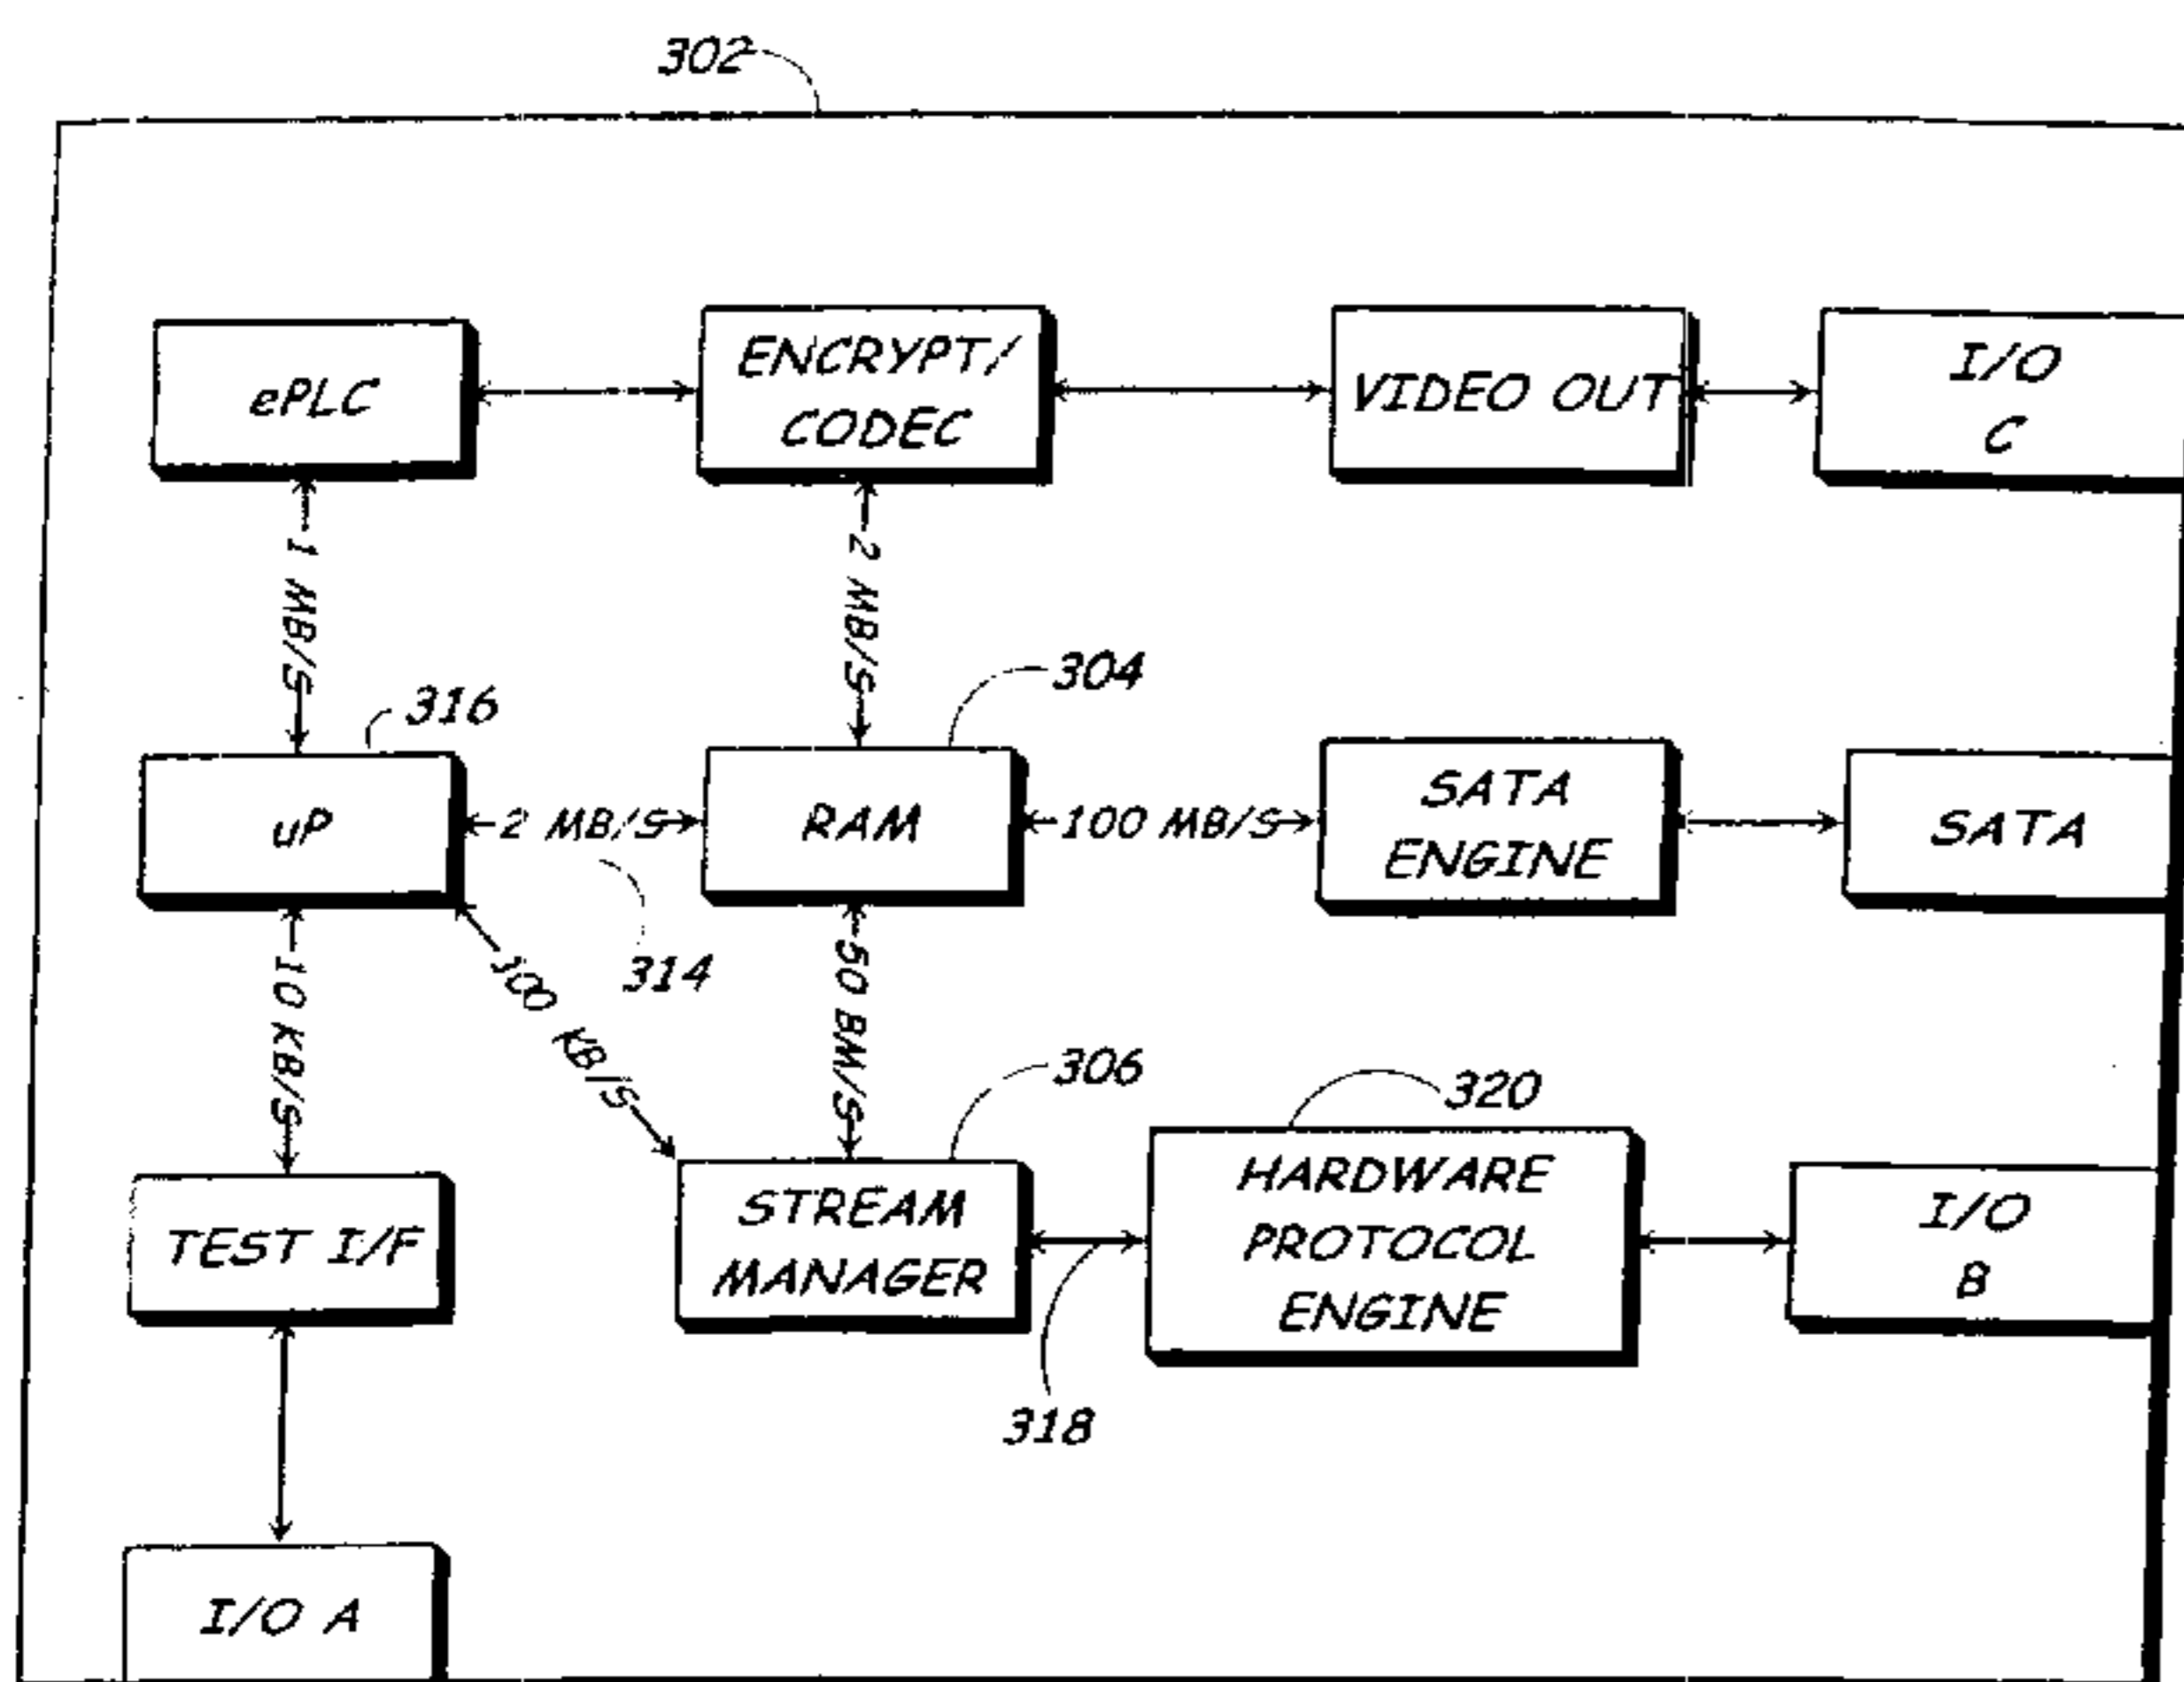 302
ePLC
ENCRYPT/
CODEC
VIDEO OUT
I/O
C
1 MB/S
2 MB/S
316
304
uP
2 MB/S
RAM
100 MB/S
SATA
ENGINE
SATA
314
10 KB/S
100 KB/S
50 BM/S
306
320
TEST I/F
STREAM
MANAGER
HARDWARE
PROTOCOL
ENGINE
I/O
B
318
I/O A